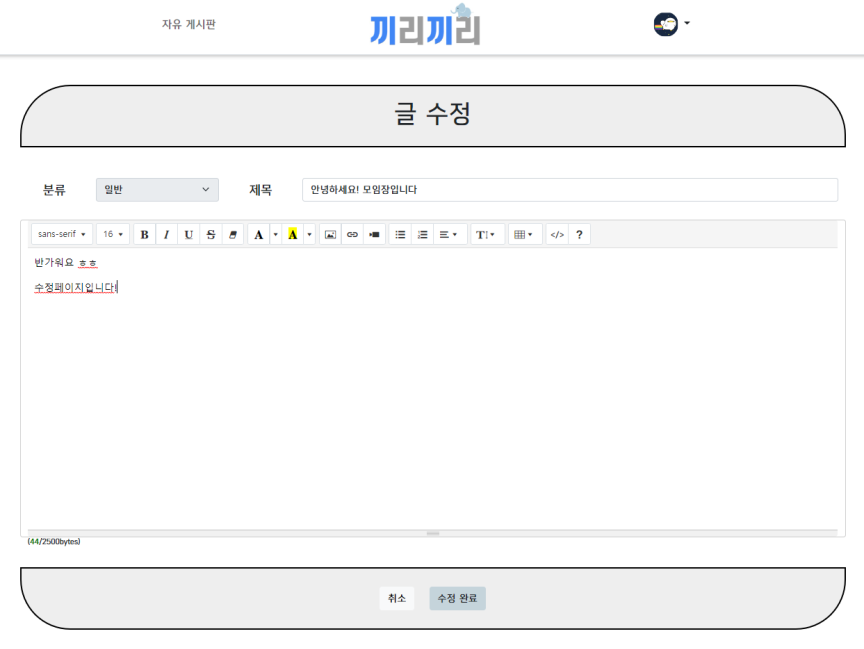 자유 게시판
끼리끼리
글 수정
분류
일반
제목
안녕하세요! 모임장입니다
sans-serif 16 B I U S A A T </> ?
반가워요 ㅎㅎ
수정페이지입니다!
(44/2500bytes)
취소
수정 완료